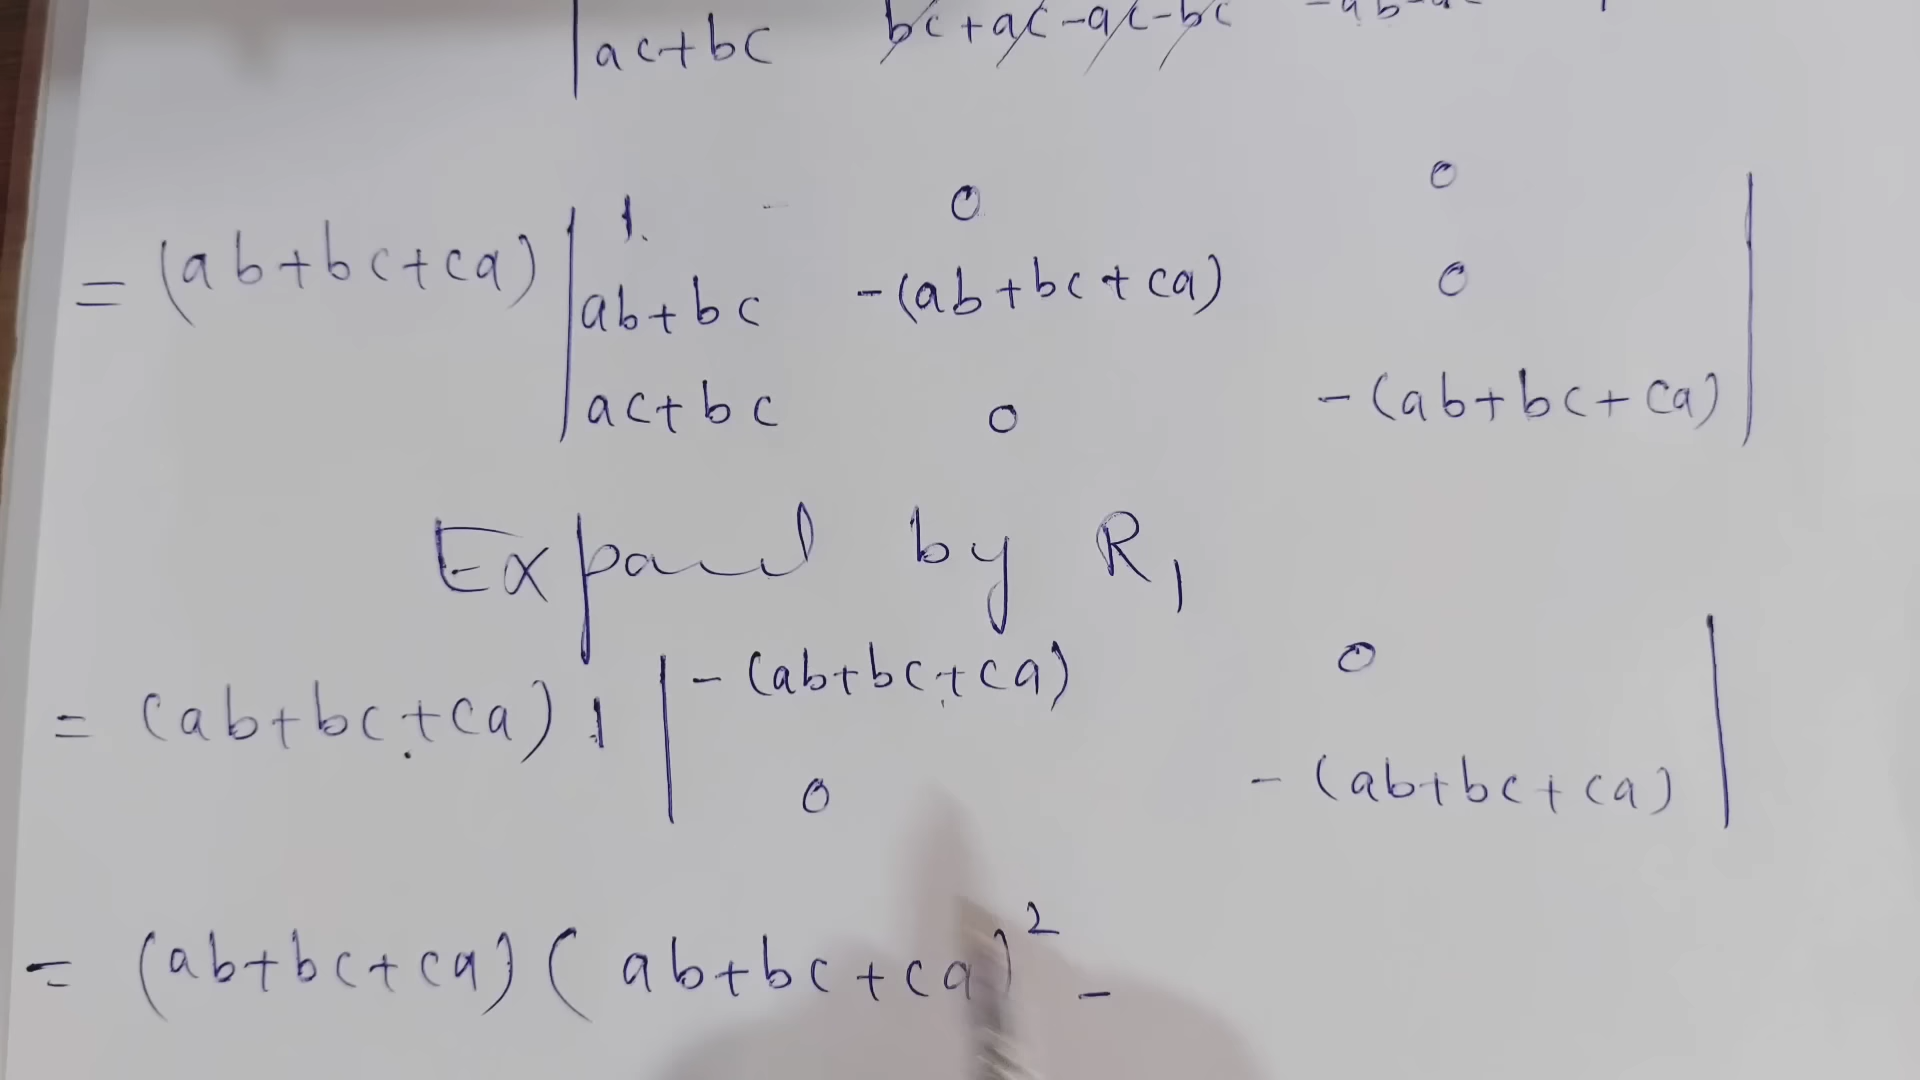 ac+bc bc+ac-ac-bc
= (ab+bc+ca) | 1. 0 0
ab+bc -(ab+bc+ca) 0
ac+bc 0 -(ab+bc+ca) |
Expand by R1
= (ab+bc+ca) 1 | -(ab+bc+ca) 0
0 -(ab+bc+ca) |
= (ab+bc+ca) (ab+bc+ca)² -